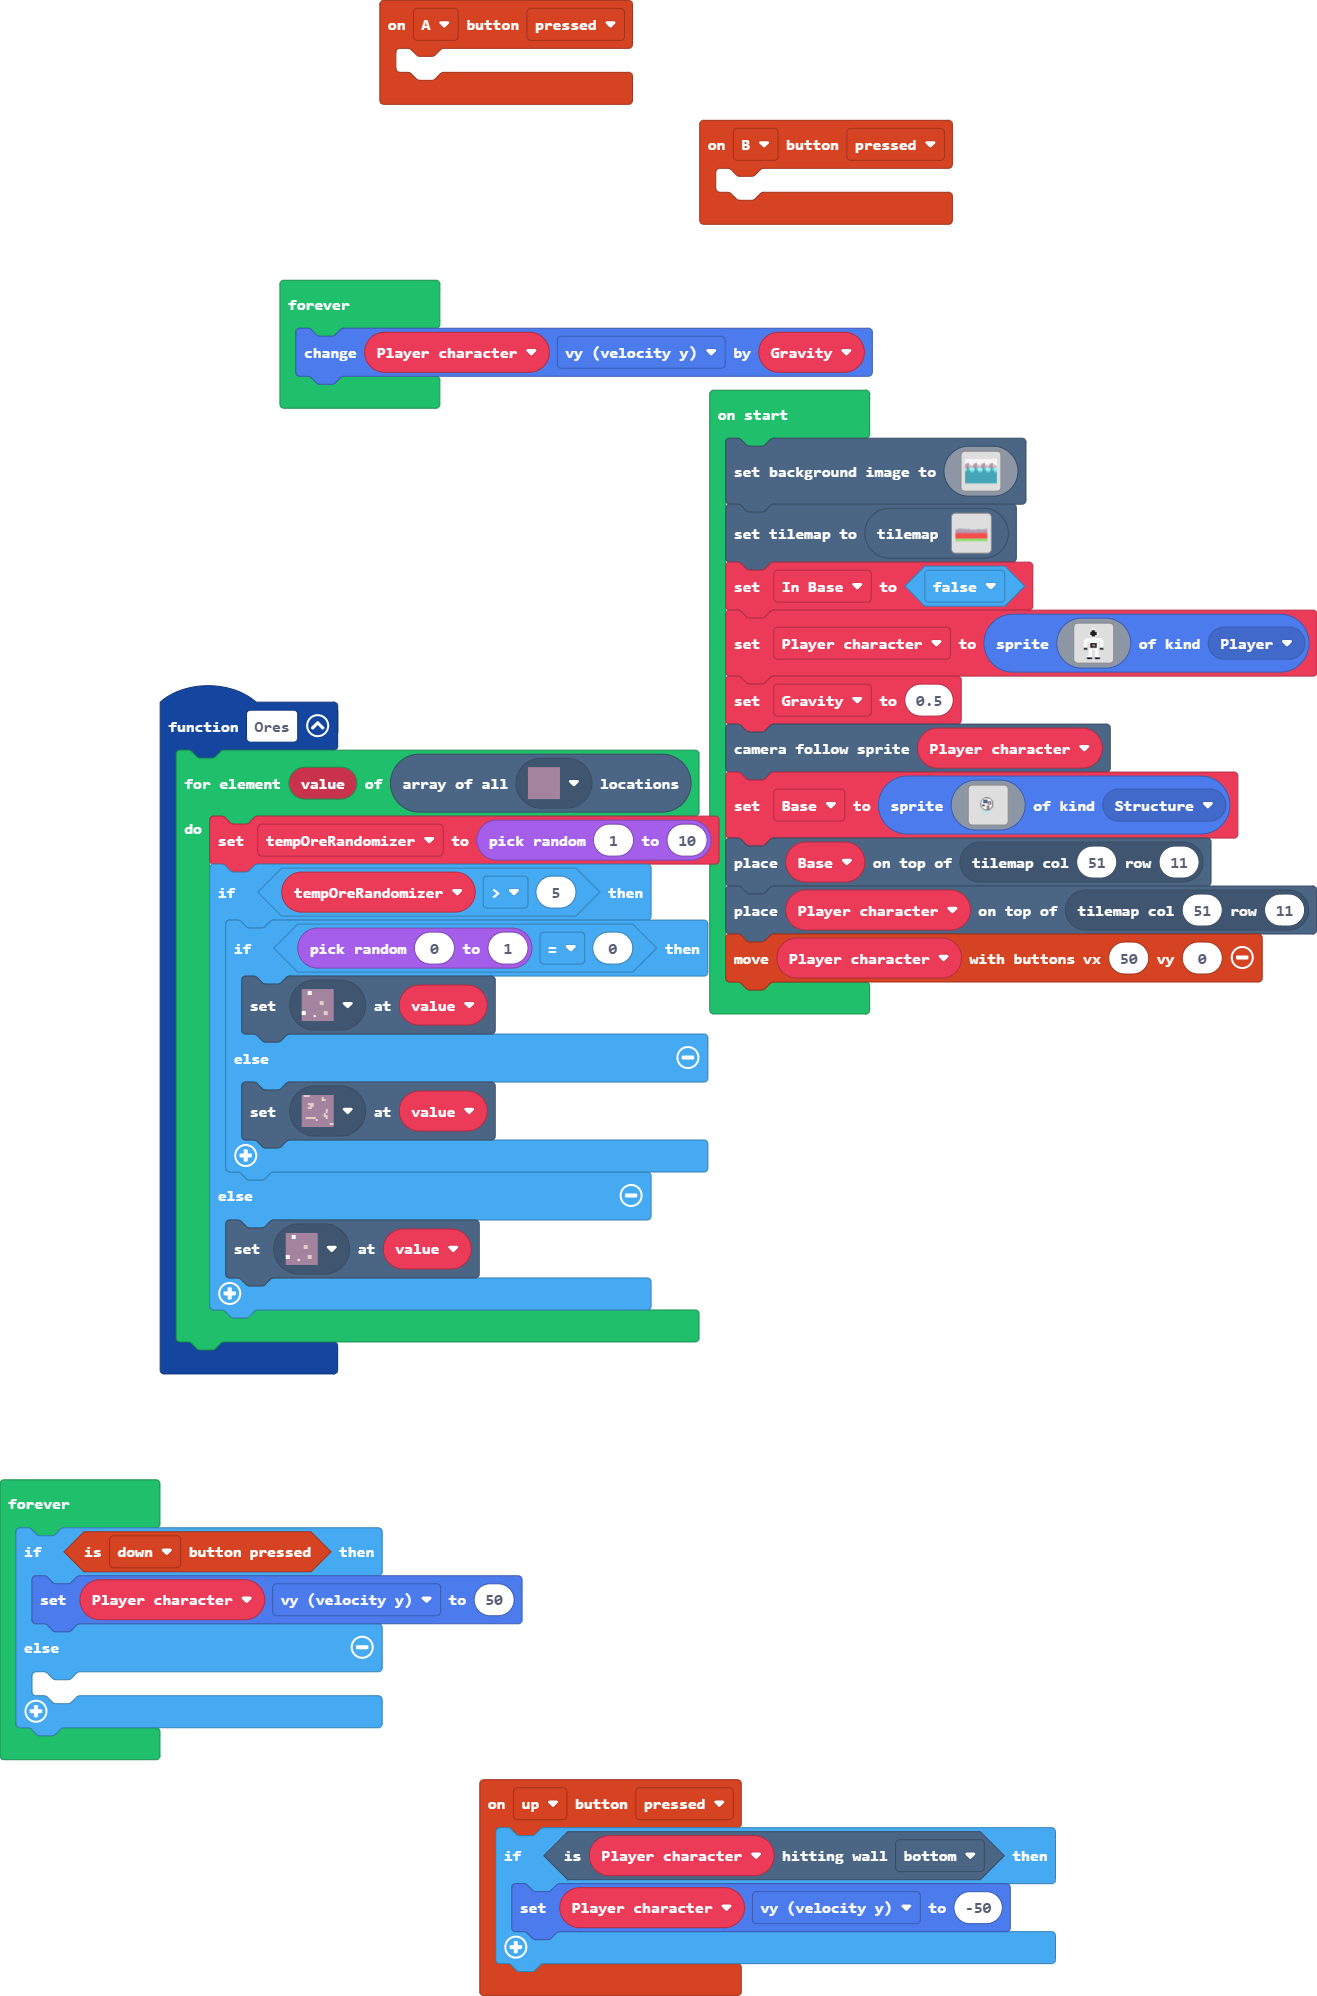 on A button pressed
on B button pressed
forever
change Player character vy (velocity y) by Gravity
on start
set background image to
set tilemap to tilemap
set In Base to false
set Player character to sprite of kind Player
set Gravity to 0.5
camera follow sprite Player character
set Base to sprite of kind Structure
place Base on top of tilemap col 51 row 11
place Player character on top of tilemap col 51 row 11
move Player character with buttons vx 50 vy 0
function Ores
for element value of array of all locations
do
set tempOreRandomizer to pick random 1 to 10
if tempOreRandomizer > 5 then
if pick random 0 to 1 = 0 then
set at value
else
set at value
else
set at value
forever
if is down button pressed then
set Player character vy (velocity y) to 50
else
on up button pressed
if is Player character hitting wall bottom then
set Player character vy (velocity y) to -50